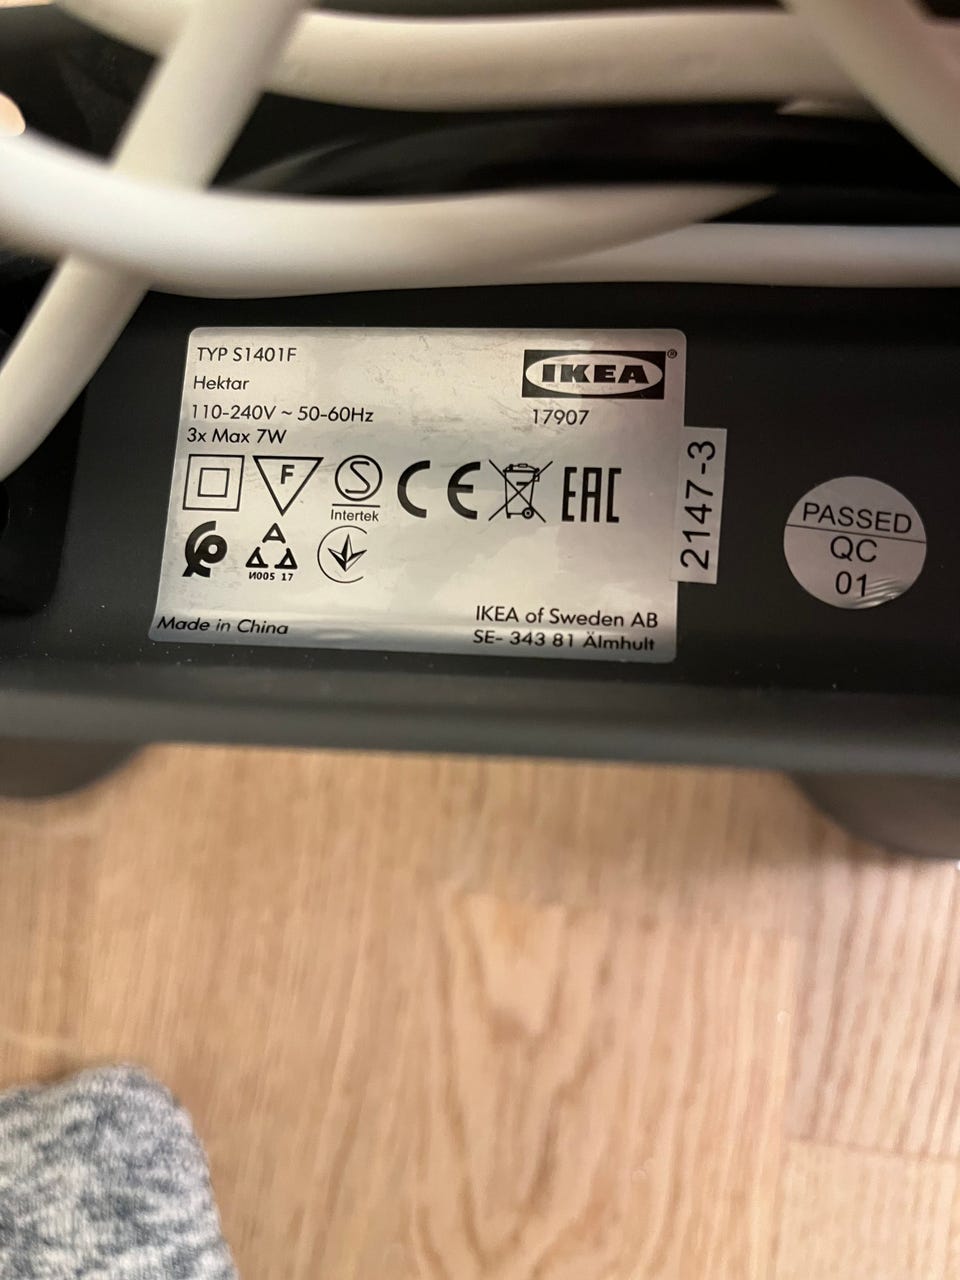 TYP S1401F
Hektar
110-240V ~ 50-60Hz
3x Max 7W
IKEA®
17907
F
S
Intertek
CE
EAC
A
И005 17
Made in China
IKEA of Sweden AB
SE- 343 81 Älmhult
2147-3
PASSED
QC
01